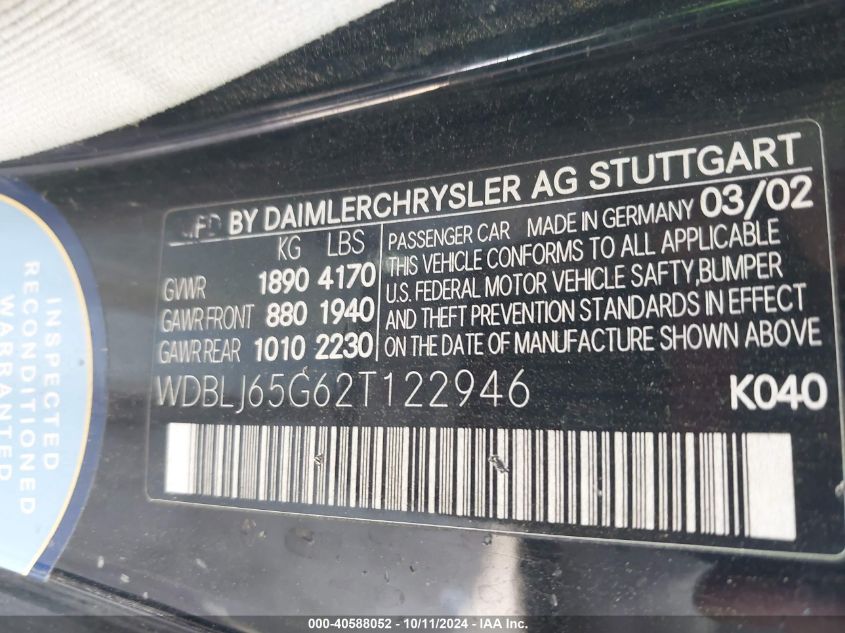 MFD BY DAIMLERCHRYSLER AG STUTTGART
KG LBS
GVWR 1890 4170
GAWR FRONT 880 1940
GAWR REAR 1010 2230
PASSENGER CAR MADE IN GERMANY 03/02
THIS VEHICLE CONFORMS TO ALL APPLICABLE
U.S. FEDERAL MOTOR VEHICLE SAFTY,BUMPER
AND THEFT PREVENTION STANDARDS IN EFFECT
ON THE DATE OF MANUFACTURE SHOWN ABOVE
WDBLJ65G62T122946 K040
INSPECTED
RECONDITIONED
WARRANTED
000-40588052 - 10/11/2024 - IAA Inc.